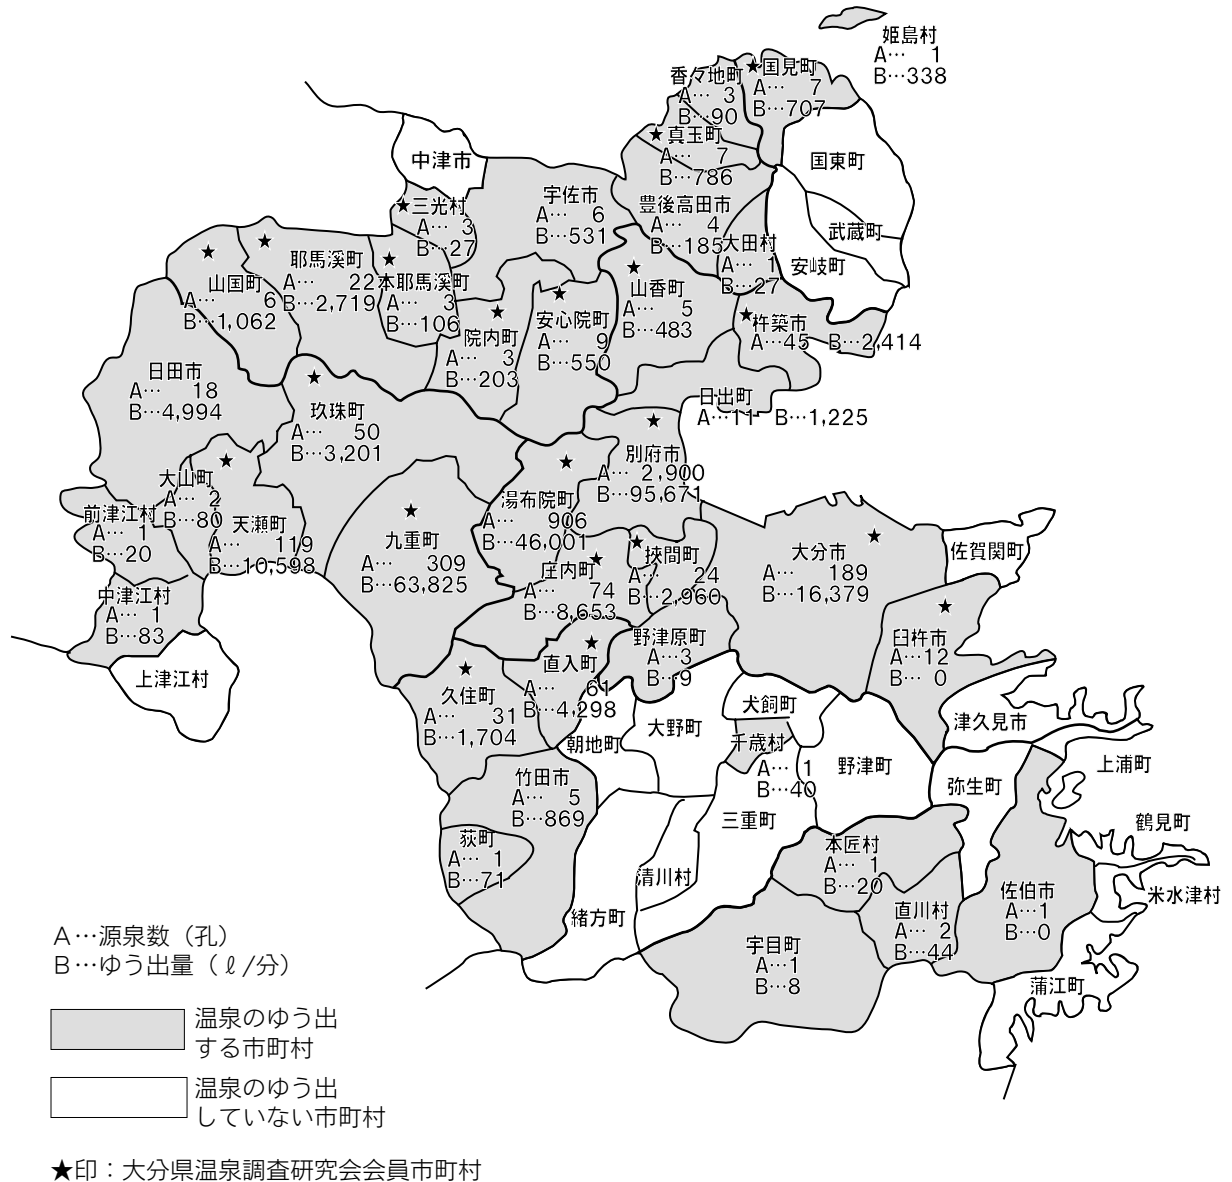 姫島村
A… 1
B…338
香々地町
A… 3
B…90
★国見町
A… 7
B…707
★真玉町
A… 7
B…786
国東町
中津市
★三光村
A… 3
B…27
宇佐市
A… 6
B…531
豊後高田市
A… 4
B…185
大田村
A… 1
B…27
武蔵町
安岐町
★
山国町
A… 6
B…1,062
★
耶馬溪町
A… 22
B…2,719
★
本耶馬溪町
A… 3
B…106
★
院内町
A… 3
B…203
★
安心院町
A… 9
B…550
★
山香町
A… 5
B…483
★杵築市
A…45 B…2,414
日出町
A…11 B…1,225
日田市
A… 18
B…4,994
★
玖珠町
A… 50
B…3,201
★
別府市
A… 2,900
B…95,671
大山町
A… 2
B…80
前津江村
A… 1
B…20
★
天瀬町
A… 119
B…10,598
★
九重町
A… 309
B…63,825
★
湯布院町
A… 906
B…46,001
★
庄内町
A… 74
B…8,653
★
挾間町
A… 24
B…2,960
★
大分市
A… 189
B…16,379
佐賀関町
中津江村
A… 1
B…83
上津江村
★
臼杵市
A…12
B… 0
野津原町
A…3
B…9
★
直入町
A… 61
B…4,298
★
久住町
A… 31
B…1,704
朝地町
大野町
犬飼町
千歳村
A… 1
B…40
野津町
津久見市
上浦町
弥生町
鶴見町
米水津村
竹田市
A… 5
B…869
荻町
A… 1
B…71
三重町
清川村
緒方町
本匠村
A… 1
B…20
直川村
A… 2
B…44
佐伯市
A…1
B…0
宇目町
A…1
B…8
蒲江町
A…源泉数（孔）
B…ゆう出量（ℓ/分）
温泉のゆう出
する市町村
温泉のゆう出
していない市町村
★印：大分県温泉調査研究会会員市町村